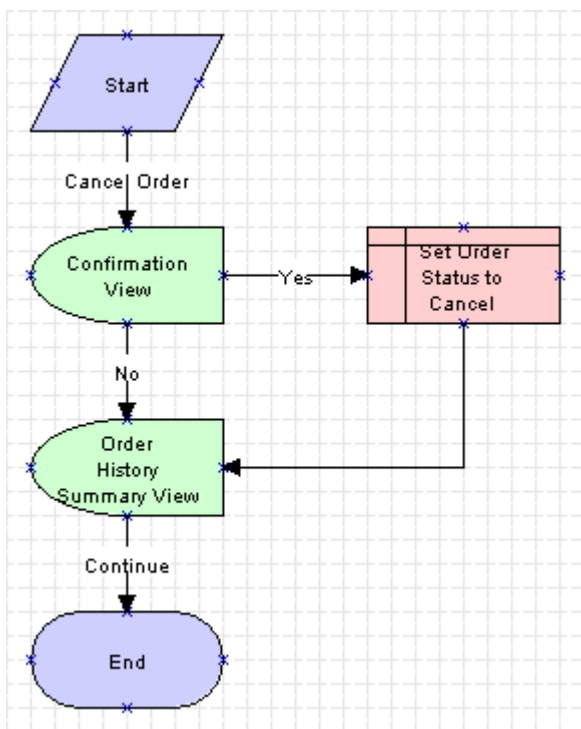 Start
Cancel Order
Confirmation
View
Yes
Set Order
Status to
Cancel
No
Order
History
Summary View
Continue
End